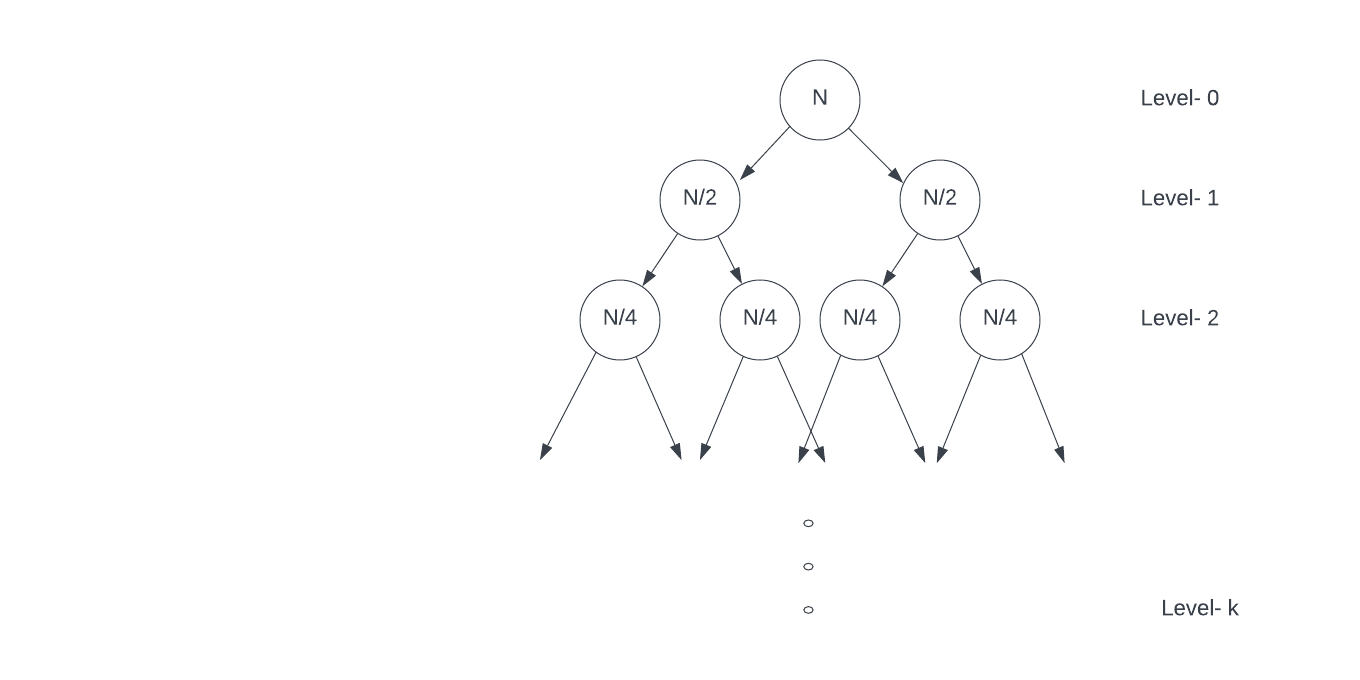 N
Level- 0
N/2
N/2
Level- 1
N/4
N/4
N/4
N/4
Level- 2
Level- k